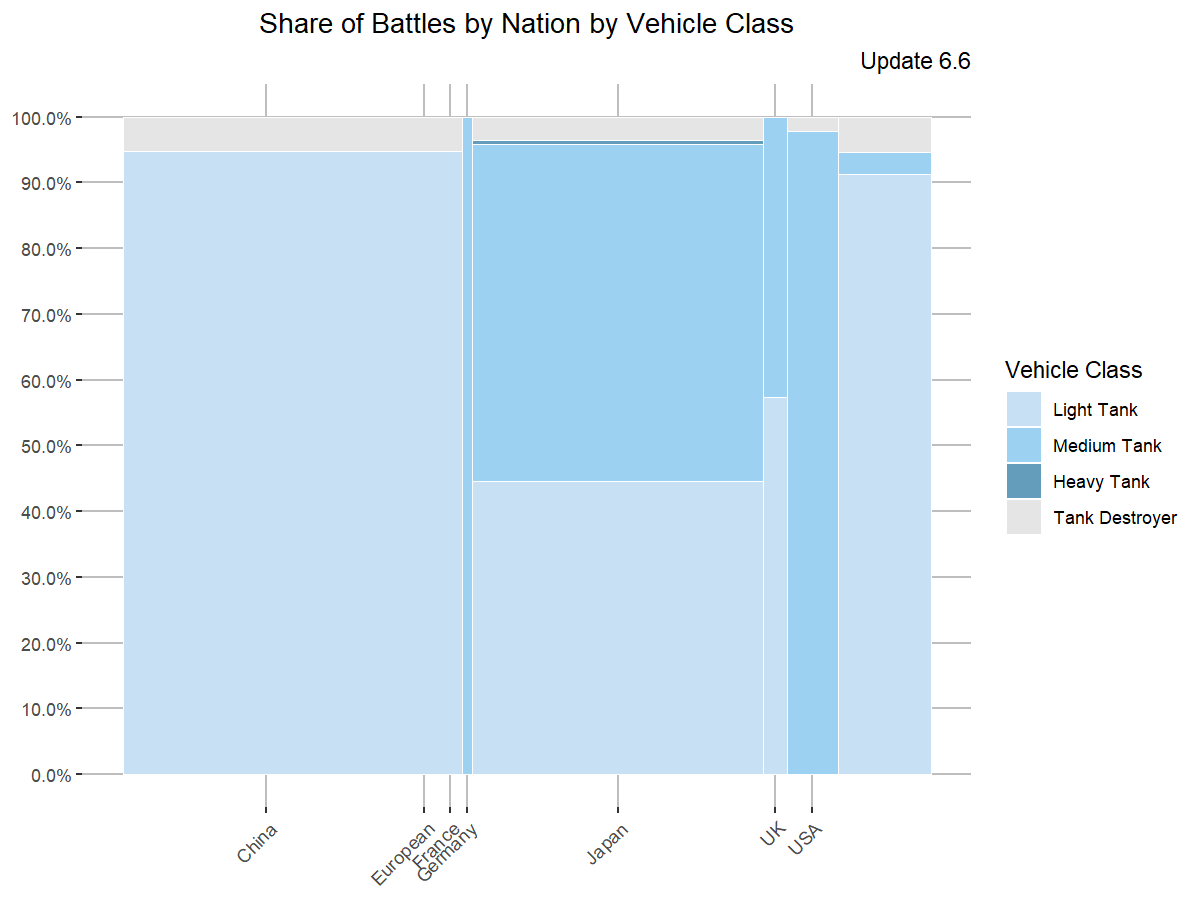 Share of Battles by Nation by Vehicle Class
Update 6.6
100.0%
90.0%
80.0%
70.0%
60.0%
50.0%
40.0%
30.0%
20.0%
10.0%
0.0%
China
European
France
Germany
Japan
UK
USA
Vehicle Class
Light Tank
Medium Tank
Heavy Tank
Tank Destroyer